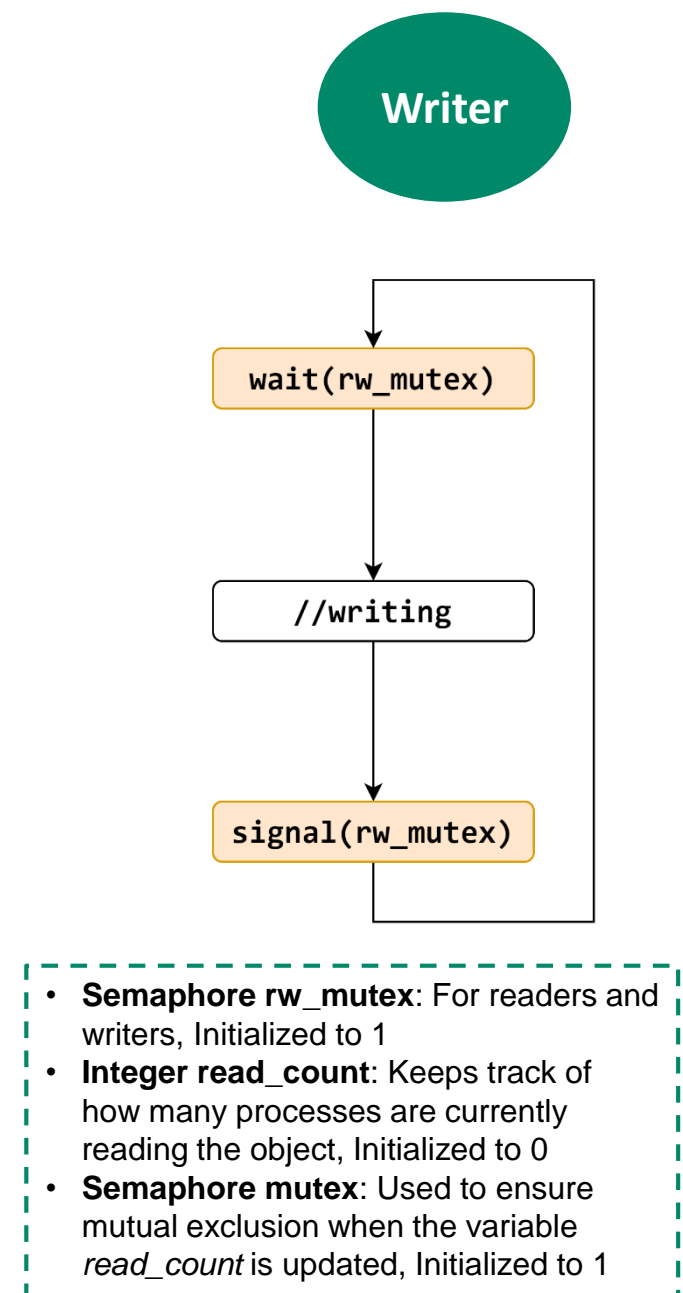 Writer
wait(rw_mutex)
//writing
signal(rw_mutex)
• Semaphore rw_mutex: For readers and
writers, Initialized to 1
• Integer read_count: Keeps track of
how many processes are currently
reading the object, Initialized to 0
• Semaphore mutex: Used to ensure
mutual exclusion when the variable
read_count is updated, Initialized to 1